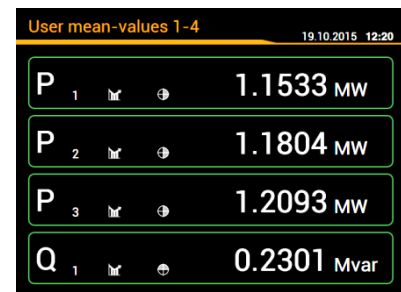 User mean-values 1-4
19.10.2015 12:20
P 1 1.1533 MW
P 2 1.1804 MW
P 3 1.2093 MW
Q 1 0.2301 Mvar